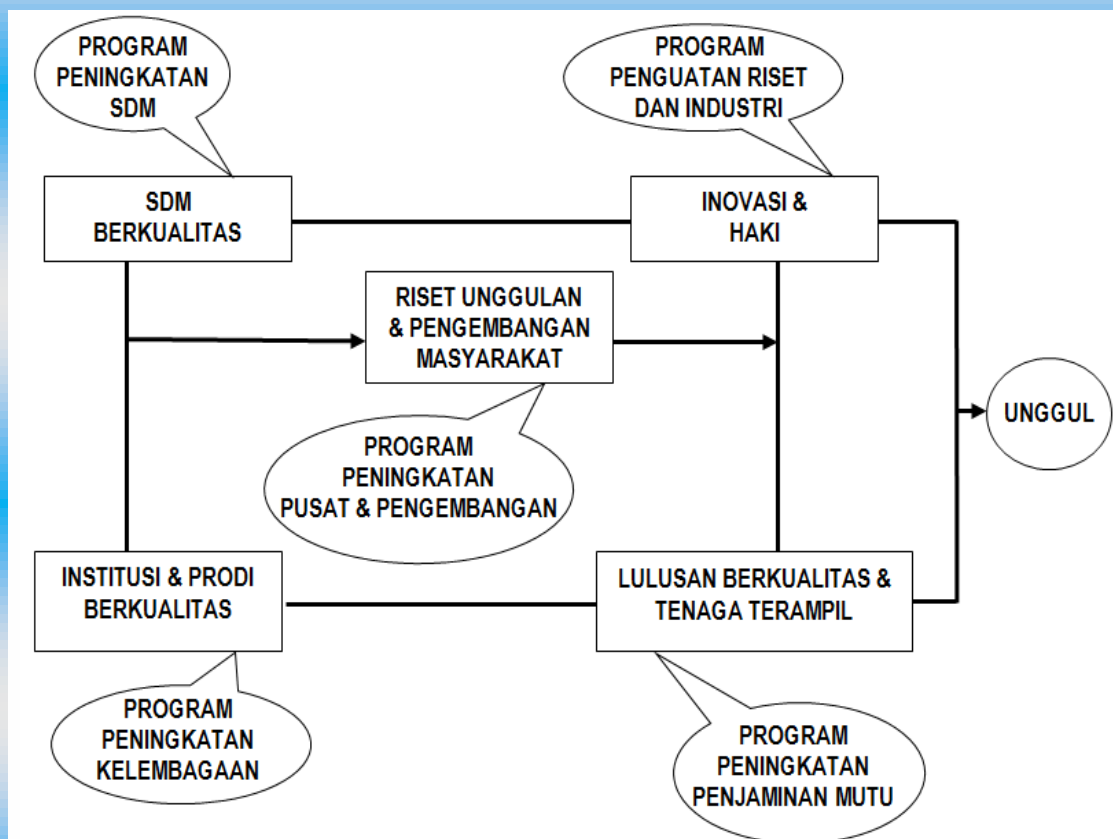 PROGRAM
PENINGKATAN
SDM
PROGRAM
PENGUATAN RISET
DAN INDUSTRI
SDM
BERKUALITAS
INOVASI &
HAKI
RISET UNGGULAN
& PENGEMBANGAN
MASYARAKAT
UNGGUL
PROGRAM
PENINGKATAN
PUSAT & PENGEMBANGAN
INSTITUSI & PRODI
BERKUALITAS
LULUSAN BERKUALITAS &
TENAGA TERAMPIL
PROGRAM
PENINGKATAN
KELEMBAGAAN
PROGRAM
PENINGKATAN
PENJAMINAN MUTU